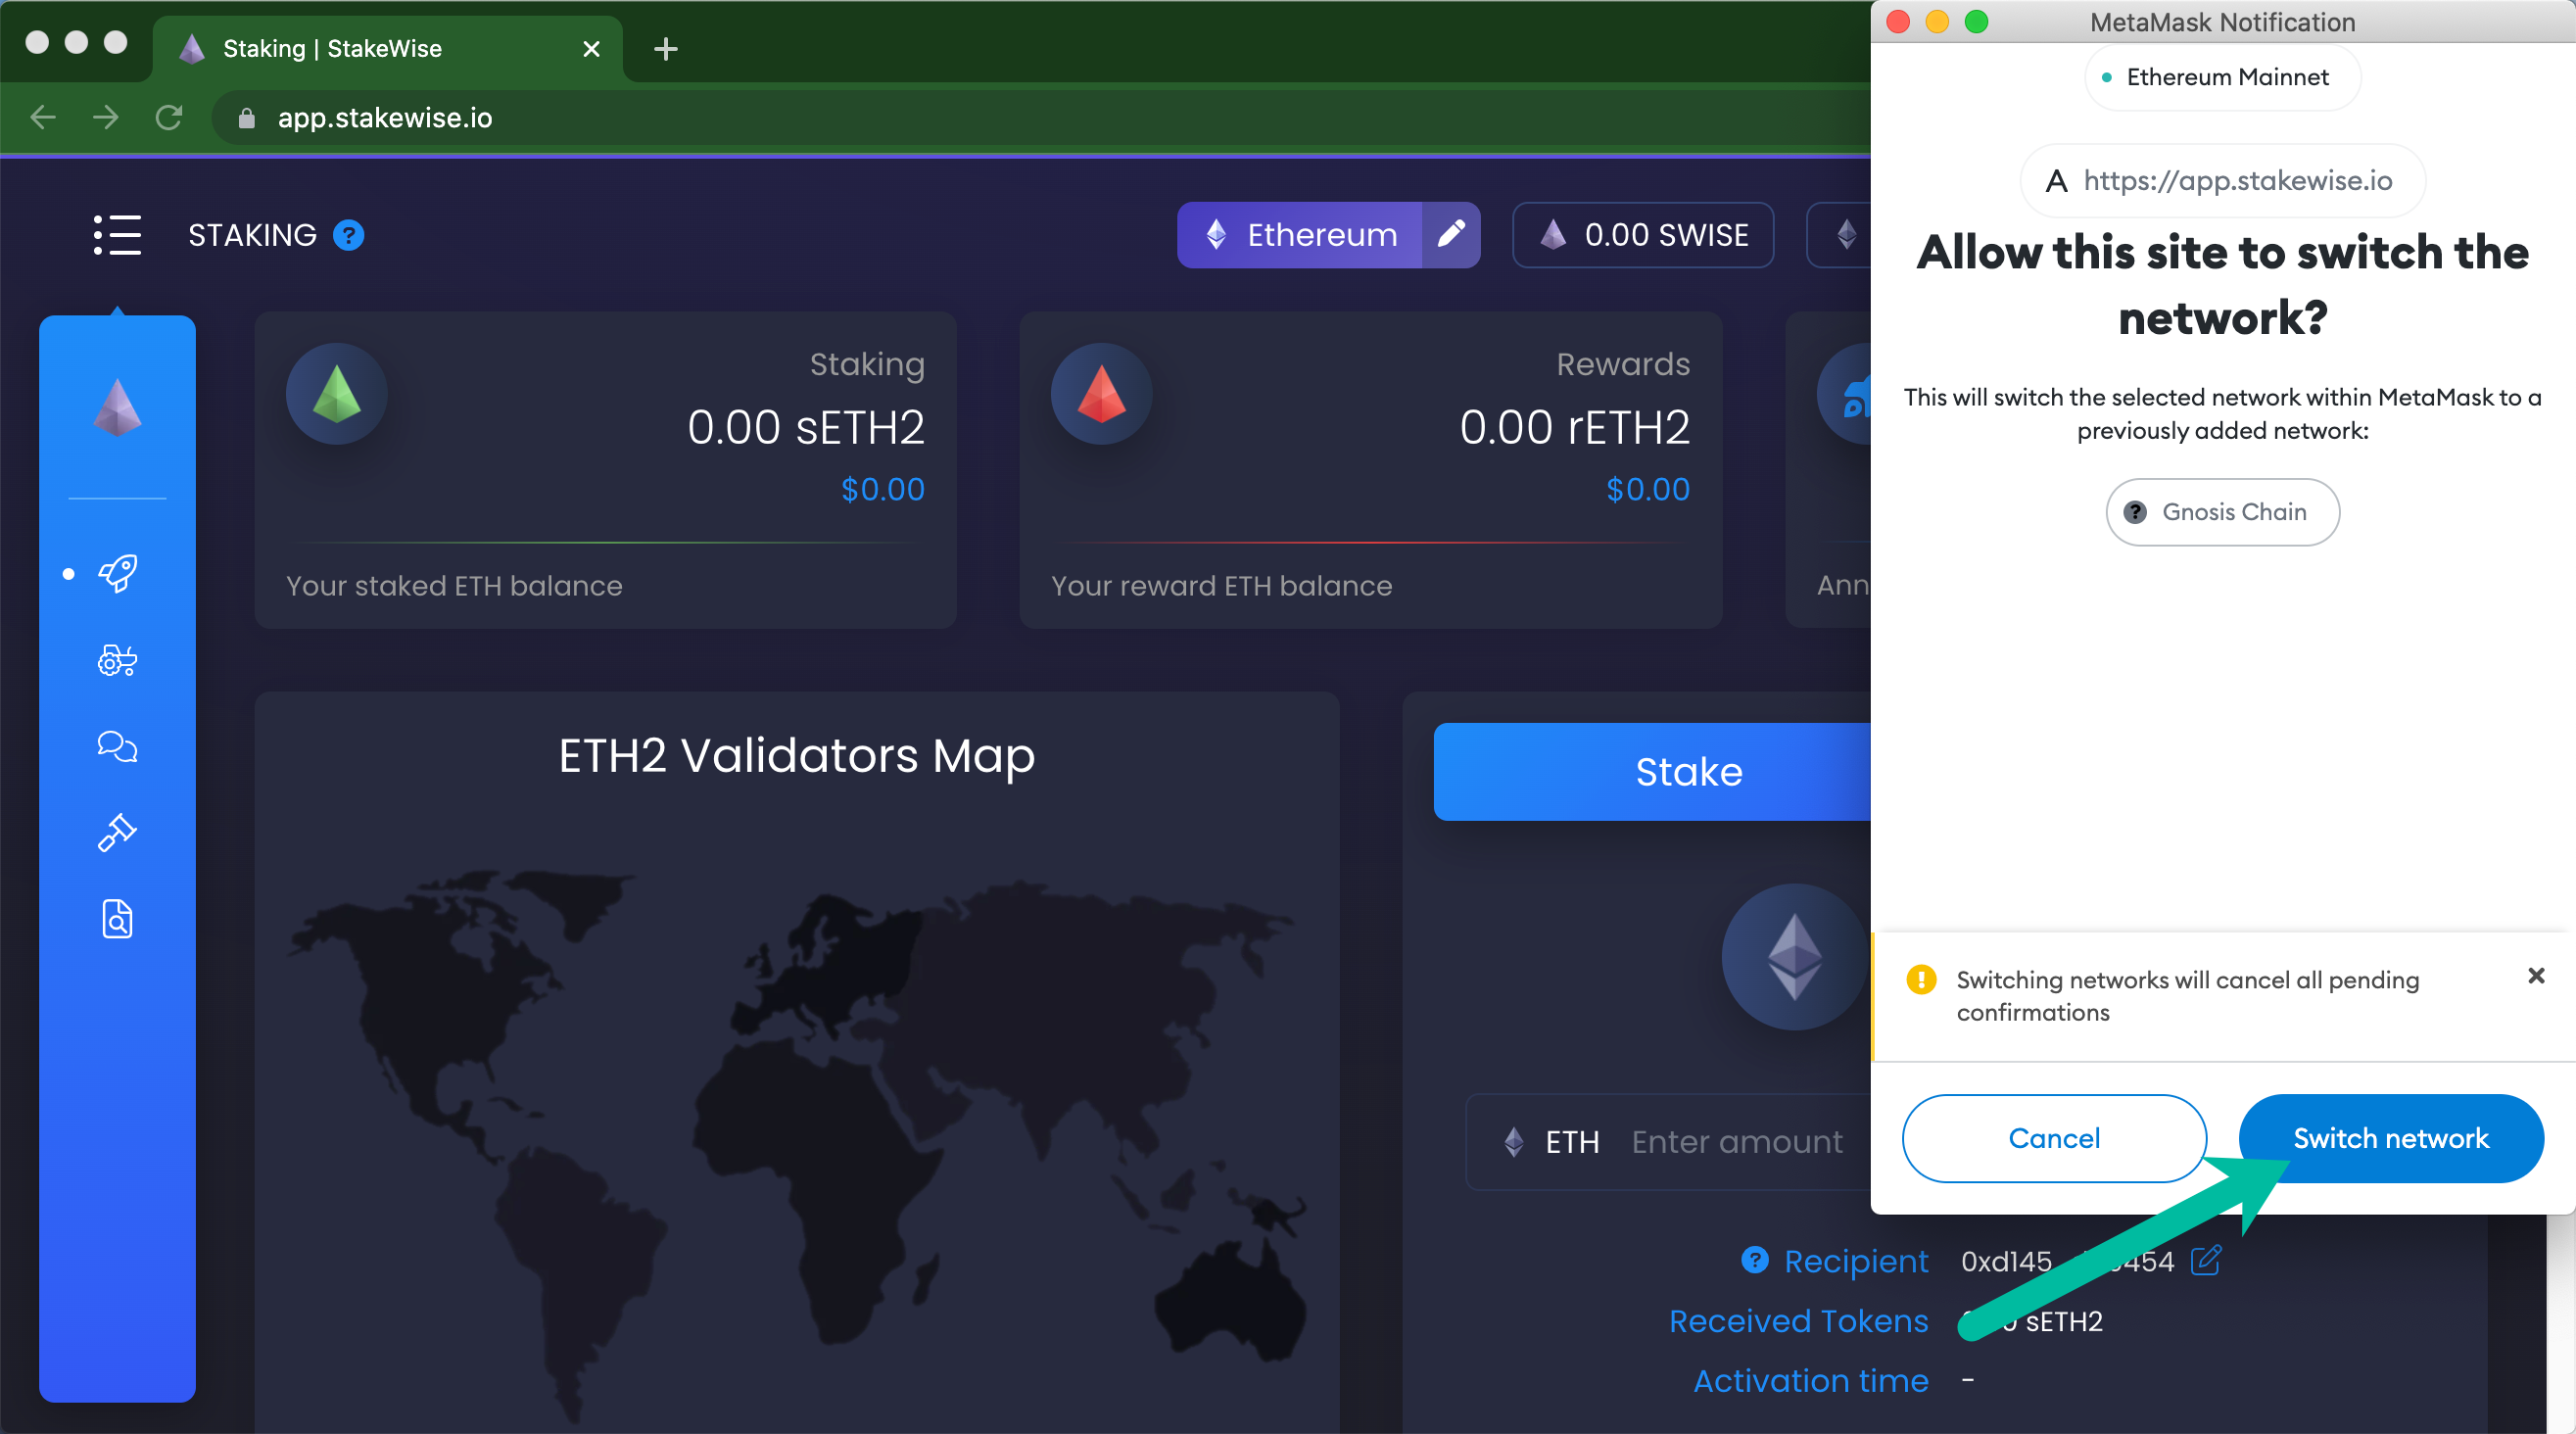 Staking | StakeWise
app.stakewise.io
STAKING
Ethereum
0.00 SWISE
Staking
0.00 sETH2
$0.00
Your staked ETH balance
Rewards
0.00 rETH2
$0.00
Your reward ETH balance
Ann
ETH2 Validators Map
Stake
ETH Enter amount
Recipient 0xd145 5454
Received Tokens sETH2
Activation time -
MetaMask Notification
Ethereum Mainnet
A https://app.stakewise.io
Allow this site to switch the
network?
This will switch the selected network within MetaMask to a
previously added network:
? Gnosis Chain
Switching networks will cancel all pending
confirmations
Cancel
Switch network